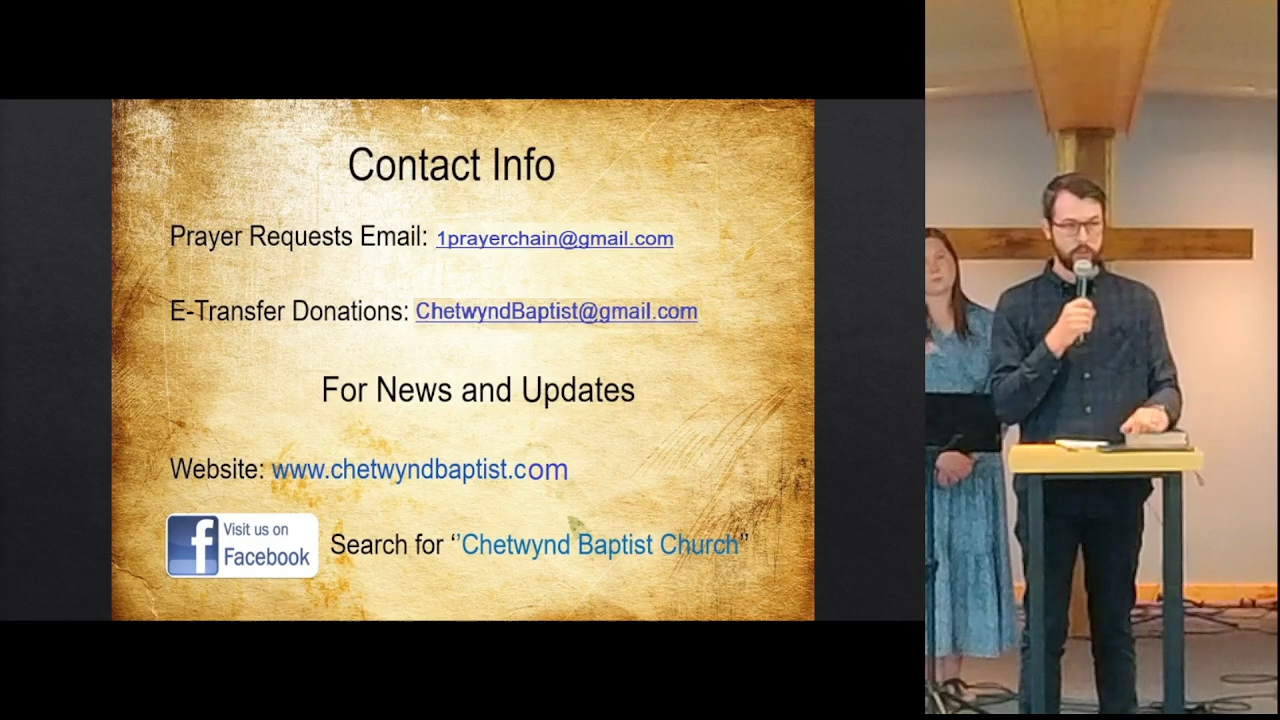 Contact Info
Prayer Requests Email: 1prayerchain@gmail.com
E-Transfer Donations: ChetwyndBaptist@gmail.com
For News and Updates
Website: www.chetwyndbaptist.com
Visit us on
Facebook
Search for ‘’Chetwynd Baptist Church”